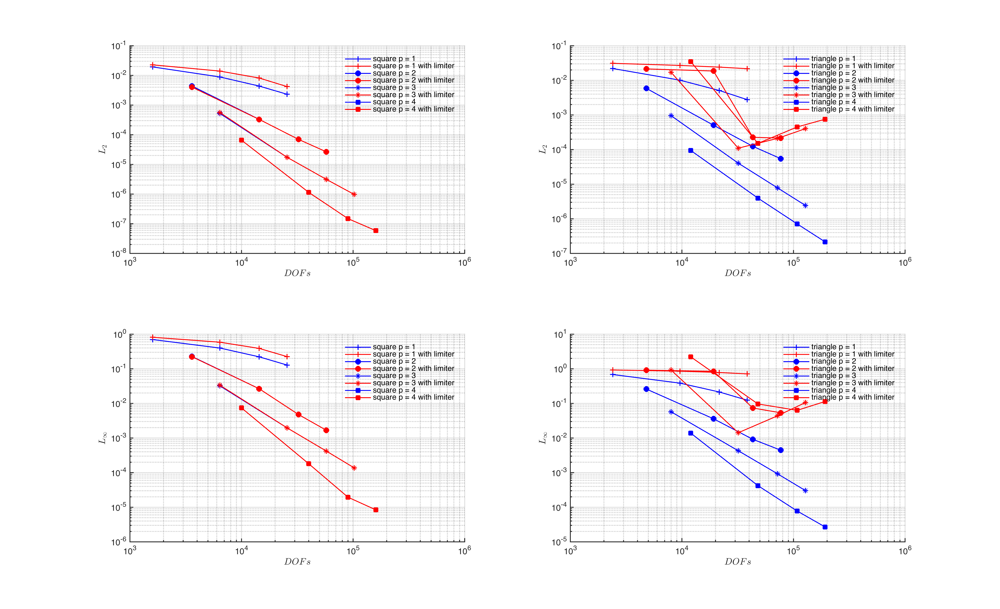 10^-1
10^-2
10^-3
10^-4
10^-5
10^-6
10^-7
10^-8
L_2
10^3
10^4
10^5
10^6
DOFs
square p = 1
square p = 1 with limiter
square p = 2
square p = 2 with limiter
square p = 3
square p = 3 with limiter
square p = 4
square p = 4 with limiter
10^-1
10^-2
10^-3
10^-4
10^-5
10^-6
10^-7
L_2
10^3
10^4
10^5
10^6
DOFs
triangle p = 1
triangle p = 1 with limiter
triangle p = 2
triangle p = 2 with limiter
triangle p = 3
triangle p = 3 with limiter
triangle p = 4
triangle p = 4 with limiter
10^0
10^-1
10^-2
10^-3
10^-4
10^-5
10^-6
L_∞
10^3
10^4
10^5
10^6
DOFs
square p = 1
square p = 1 with limiter
square p = 2
square p = 2 with limiter
square p = 3
square p = 3 with limiter
square p = 4
square p = 4 with limiter
10^1
10^0
10^-1
10^-2
10^-3
10^-4
10^-5
L_∞
10^3
10^4
10^5
10^6
DOFs
triangle p = 1
triangle p = 1 with limiter
triangle p = 2
triangle p = 2 with limiter
triangle p = 3
triangle p = 3 with limiter
triangle p = 4
triangle p = 4 with limiter